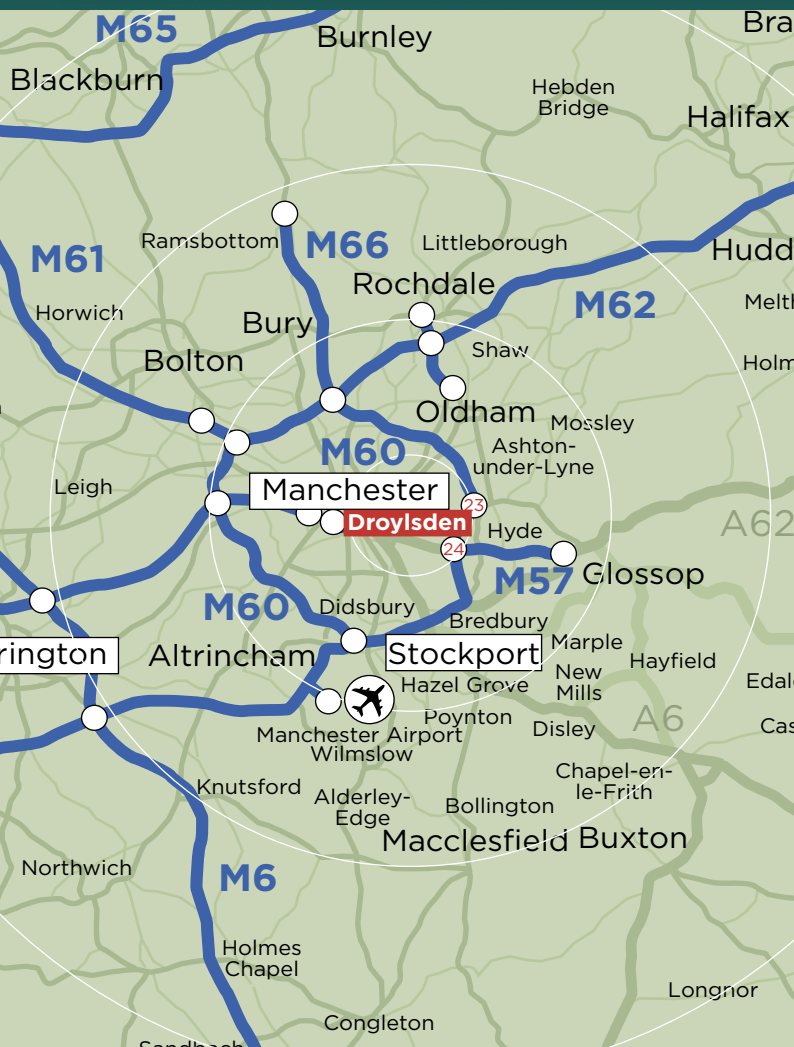 M65
Burnley
Bra
Blackburn
Hebden
Bridge
Halifax
Ramsbottom
M66
Littleborough
M61
Hudd
Rochdale
M62
Horwich
Bury
Melth
Shaw
Bolton
Holm
Oldham
Mossley
M60
Ashton-
under-Lyne
Leigh
Manchester
23
Droylsden
Hyde
A62
24
M57
Glossop
M60
Didsbury
Bredbury
rington
Altrincham
Stockport
Marple
Hayfield
New
Mills
Hazel Grove
Edal
Poynton
A6
Disley
Cas
Manchester Airport
Wilmslow
Knutsford
Chapel-en-
le-Frith
Alderley-
Edge
Bollington
Macclesfield
Buxton
Northwich
M6
Holmes
Chapel
Longnor
Congleton
Sandbach